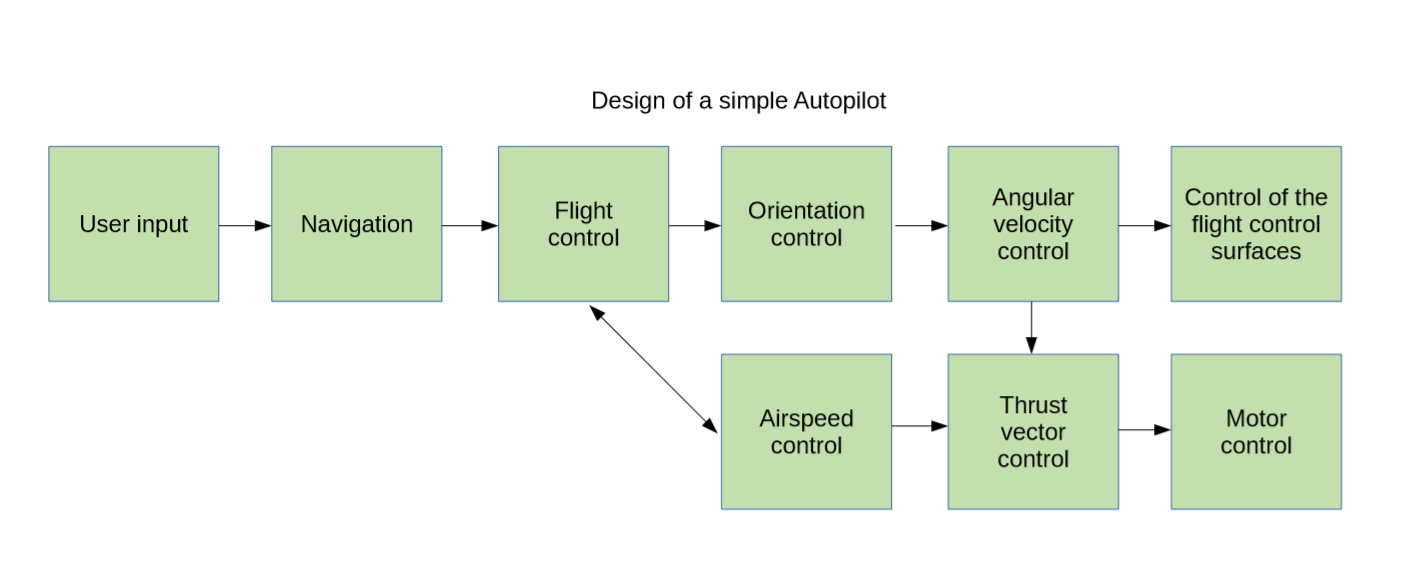 Design of a simple Autopilot
User input
Navigation
Flight
control
Orientation
control
Angular
velocity
control
Control of the
flight control
surfaces
Airspeed
control
Thrust
vector
control
Motor
control